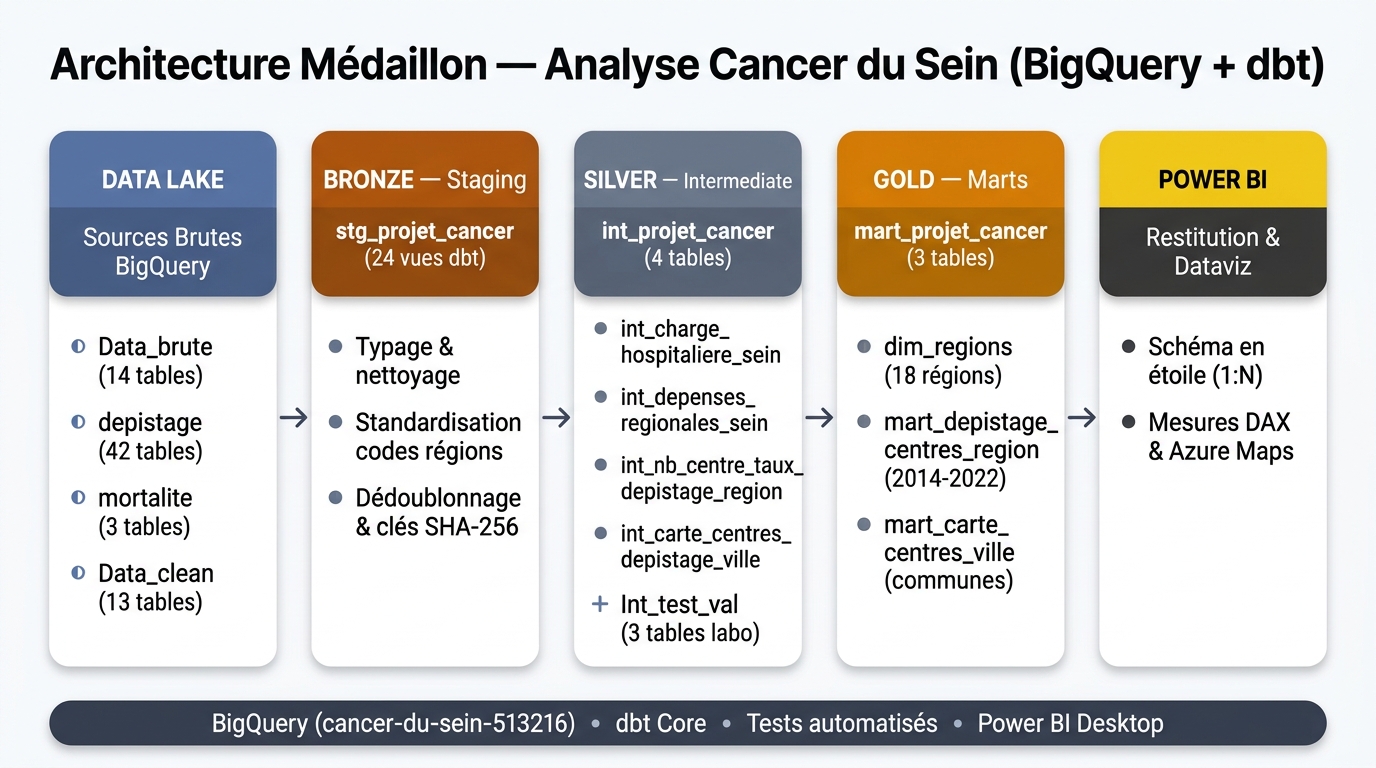 Architecture Médaillon — Analyse Cancer du Sein (BigQuery + dbt)
DATA LAKE
Sources Brutes
BigQuery
Data_brute
(14 tables)
depistage
(42 tables)
mortalite
(3 tables)
Data_clean
(13 tables)
BRONZE — Staging
stg_projet_cancer
(24 vues dbt)
Typage &
nettoyage
Standardisation
codes régions
Dédoublonnage
& clés SHA-256
SILVER — Intermediate
int_projet_cancer
(4 tables)
int_charge_
hospitaliere_sein
int_depenses_
regionales_sein
int_nb_centre_taux_
depistage_region
int_carte_centres_
depistage_ville
Int_test_val
(3 tables labo)
GOLD — Marts
mart_projet_cancer
(3 tables)
dim_regions
(18 régions)
mart_depistage_
centres_region
(2014-2022)
mart_carte_
centres_ville
(communes)
POWER BI
Restitution &
Dataviz
Schéma en
étoile (1:N)
Mesures DAX
& Azure Maps
BigQuery (cancer-du-sein-513216) • dbt Core • Tests automatisés • Power BI Desktop